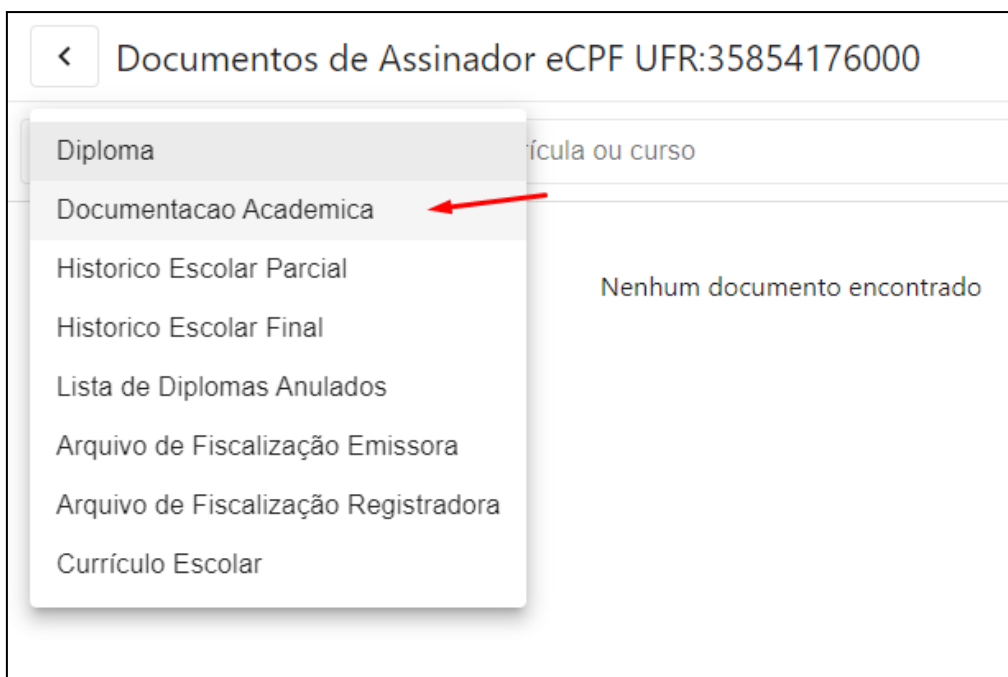 Documentos de Assinador eCPF UFR:35854176000
Diploma
ícula ou curso
Documentacao Academica
Historico Escolar Parcial
Nenhum documento encontrado
Historico Escolar Final
Lista de Diplomas Anulados
Arquivo de Fiscalização Emissora
Arquivo de Fiscalização Registradora
Currículo Escolar